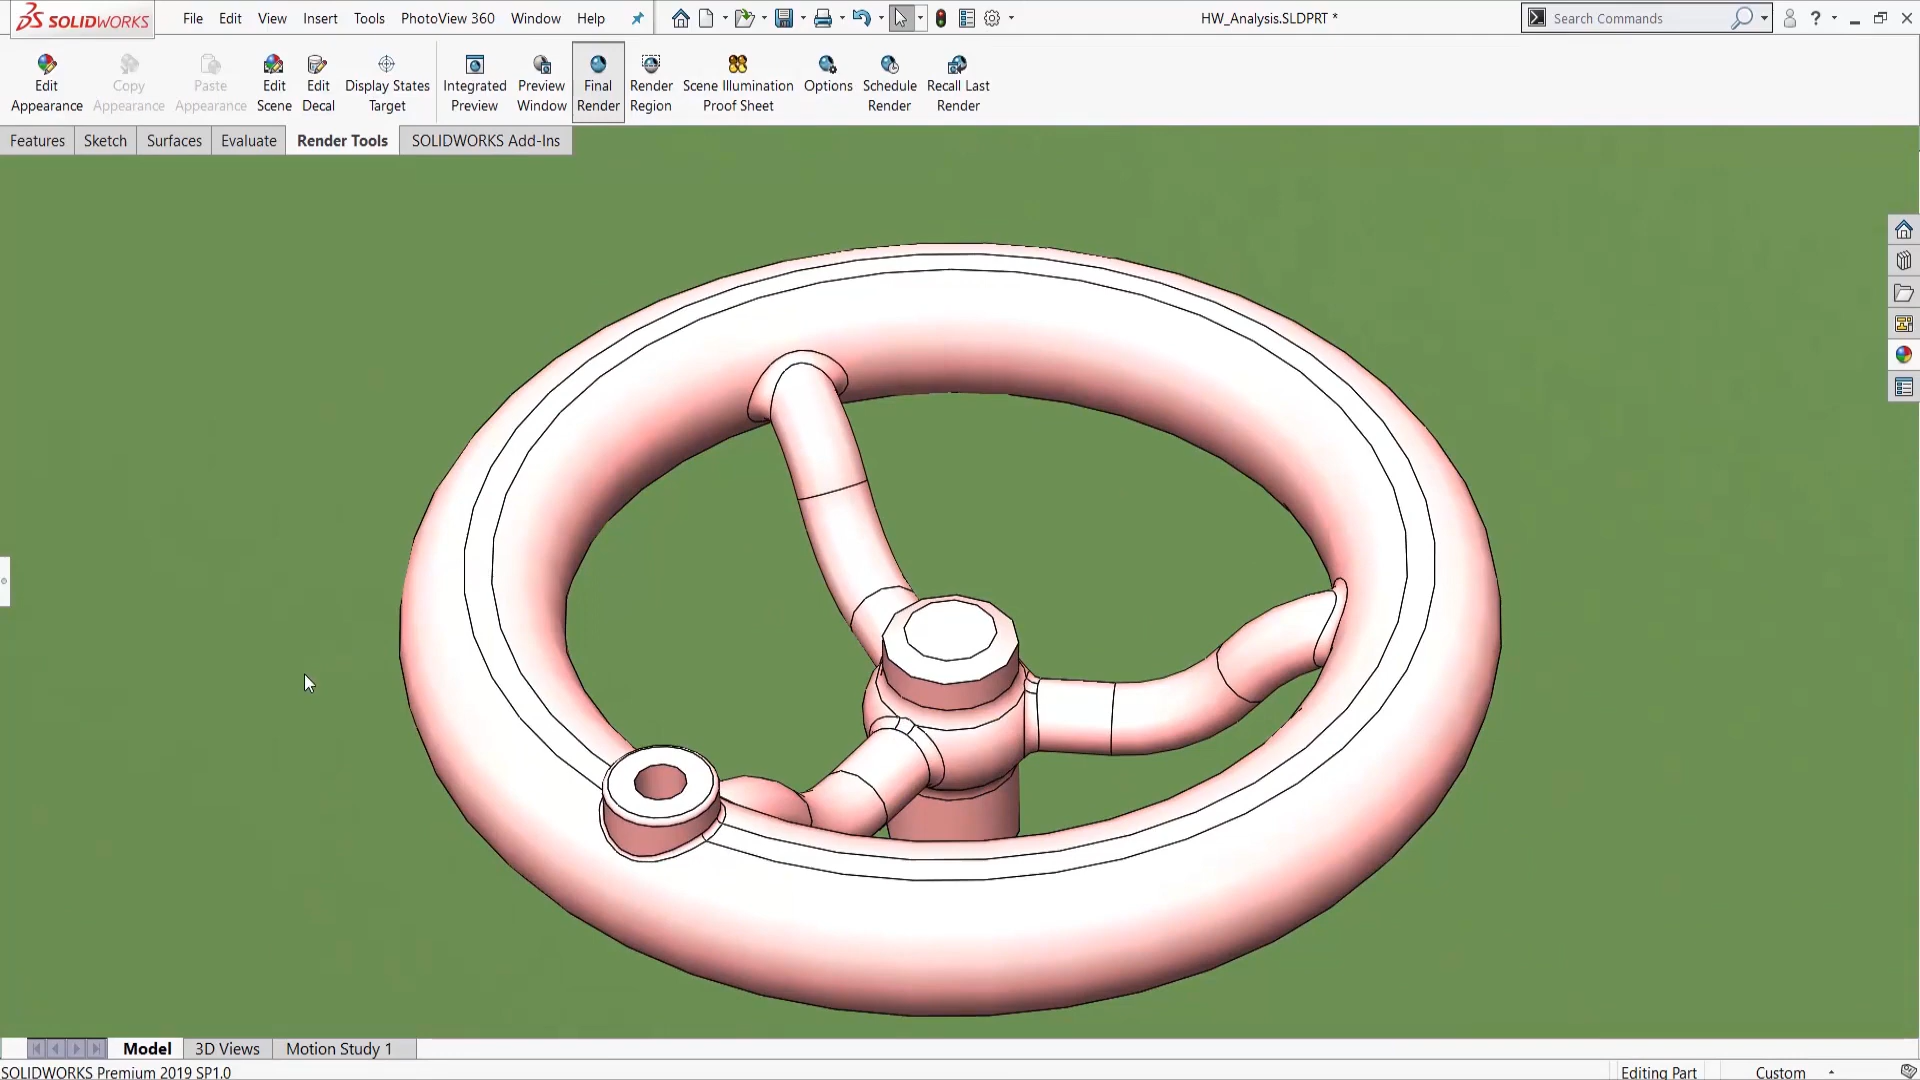 SOLIDWORKS File Edit View Insert Tools PhotoView 360 Window Help HW_Analysis.SLDPRT * Search Commands ?
Edit Appearance
Copy Appearance
Paste Appearance
Edit Scene
Edit Decal
Display States Target
Integrated Preview
Preview Window
Final Render
Render Region
Scene Illumination Proof Sheet
Options
Schedule Render
Recall Last Render
Features Sketch Surfaces Evaluate Render Tools SOLIDWORKS Add-Ins
Model 3D Views Motion Study 1
SOLIDWORKS Premium 2019 SP1.0 Editing Part Custom